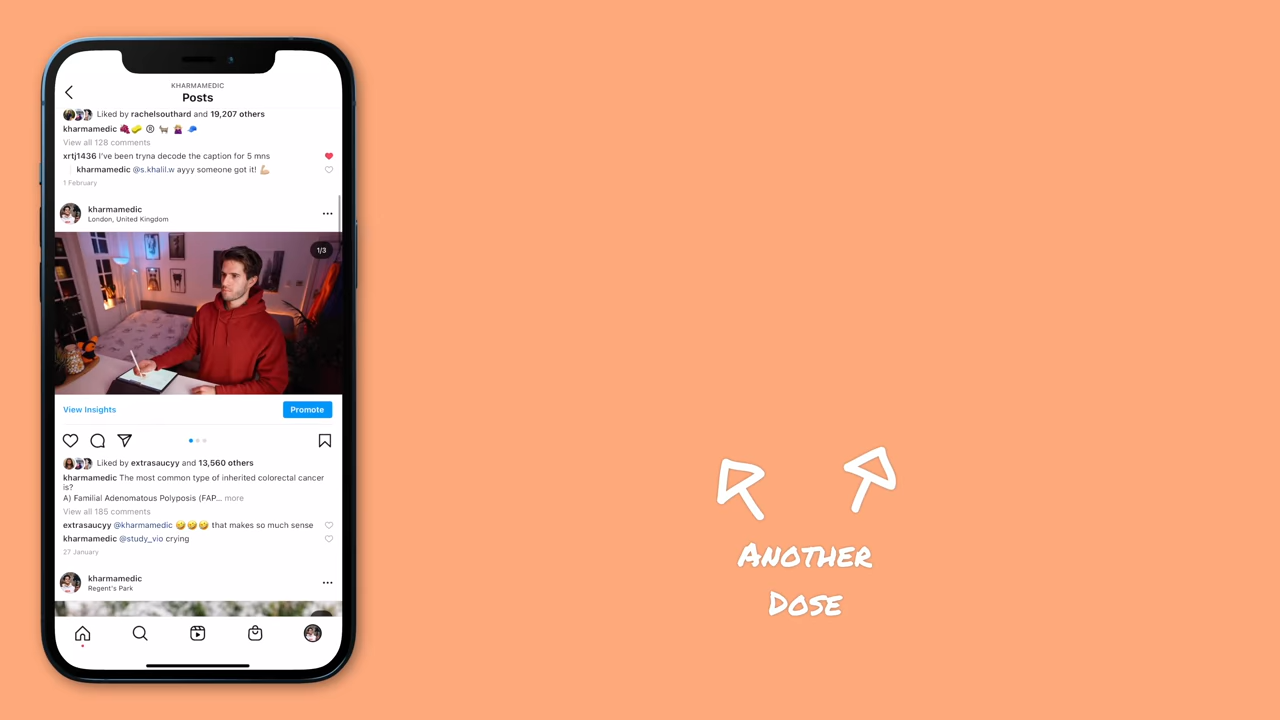 KHARMAMEDIC
Posts
Liked by rachelsouthard and 19,207 others
kharmamedic 🍇🧽 ® 🐐 🤷‍♀️ 🧢
View all 128 comments
xrtj1436 I've been tryna decode the caption for 5 mns
kharmamedic @s.khalil.w ayyy someone got it! 💪🏼
1 February
kharmamedic
London, United Kingdom
1/3
View Insights
Promote
Liked by extrasaucyy and 13,560 others
kharmamedic The most common type of inherited colorectal cancer
is?
A) Familial Adenomatous Polyposis (FAP... more
View all 185 comments
extrasaucyy @kharmamedic 🤣🤣🤣 that makes so much sense
kharmamedic @study_vio crying
27 January
kharmamedic
Regent's Park
Another
Dose